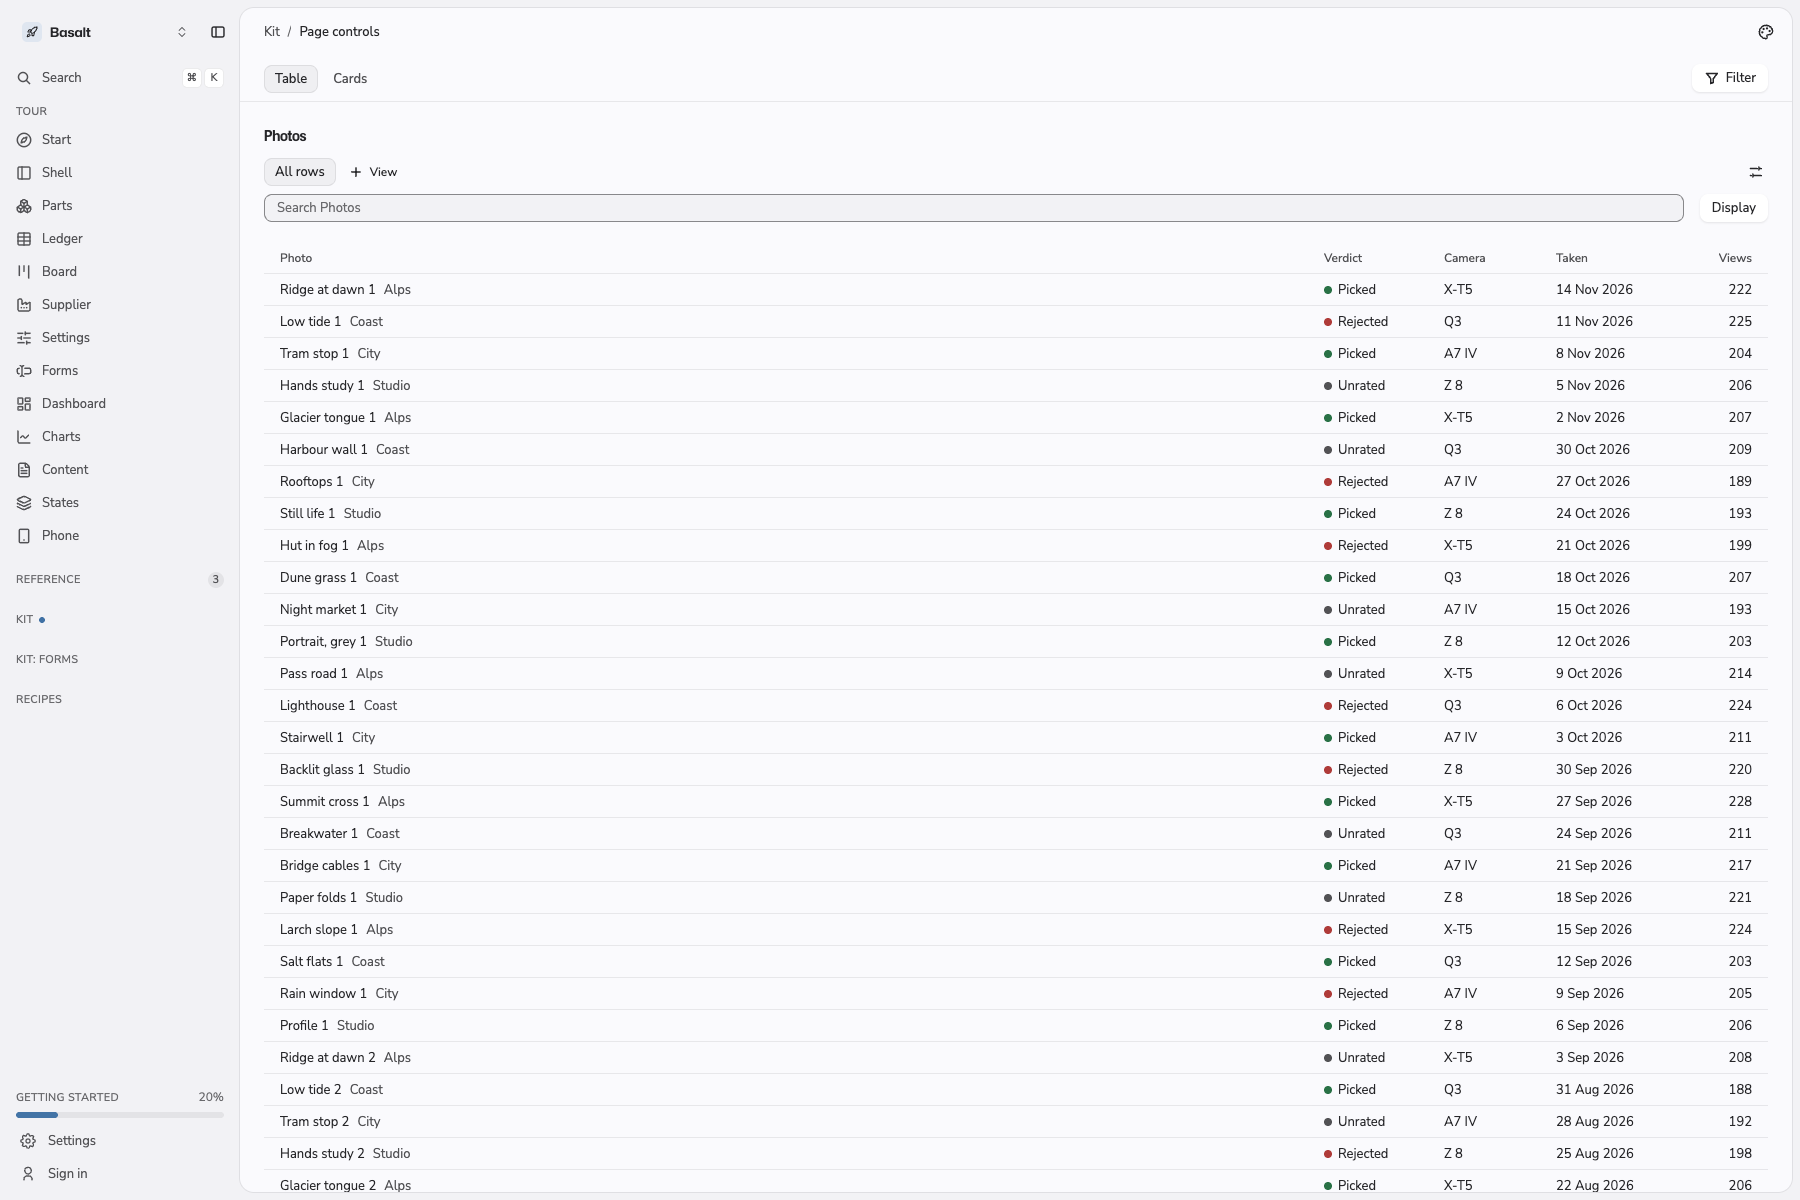 Basalt
Search ⌘ K
TOUR
Start
Shell
Parts
Ledger
Board
Supplier
Settings
Forms
Dashboard
Charts
Content
States
Phone
REFERENCE 3
KIT
KIT: FORMS
RECIPES
GETTING STARTED 20%
Settings
Sign in
Kit / Page controls
Table Cards Filter
Photos
All rows + View
Search Photos Display
Photo Verdict Camera Taken Views
Ridge at dawn 1 Alps Picked X-T5 14 Nov 2026 222
Low tide 1 Coast Rejected Q3 11 Nov 2026 225
Tram stop 1 City Picked A7 IV 8 Nov 2026 204
Hands study 1 Studio Unrated Z 8 5 Nov 2026 206
Glacier tongue 1 Alps Picked X-T5 2 Nov 2026 207
Harbour wall 1 Coast Unrated Q3 30 Oct 2026 209
Rooftops 1 City Rejected A7 IV 27 Oct 2026 189
Still life 1 Studio Picked Z 8 24 Oct 2026 193
Hut in fog 1 Alps Rejected X-T5 21 Oct 2026 199
Dune grass 1 Coast Picked Q3 18 Oct 2026 207
Night market 1 City Unrated A7 IV 15 Oct 2026 193
Portrait, grey 1 Studio Picked Z 8 12 Oct 2026 203
Pass road 1 Alps Unrated X-T5 9 Oct 2026 214
Lighthouse 1 Coast Rejected Q3 6 Oct 2026 224
Stairwell 1 City Picked A7 IV 3 Oct 2026 211
Backlit glass 1 Studio Rejected Z 8 30 Sep 2026 220
Summit cross 1 Alps Picked X-T5 27 Sep 2026 228
Breakwater 1 Coast Unrated Q3 24 Sep 2026 211
Bridge cables 1 City Picked A7 IV 21 Sep 2026 217
Paper folds 1 Studio Unrated Z 8 18 Sep 2026 221
Larch slope 1 Alps Rejected X-T5 15 Sep 2026 224
Salt flats 1 Coast Picked Q3 12 Sep 2026 203
Rain window 1 City Rejected A7 IV 9 Sep 2026 205
Profile 1 Studio Picked Z 8 6 Sep 2026 206
Ridge at dawn 2 Alps Unrated X-T5 3 Sep 2026 208
Low tide 2 Coast Picked Q3 31 Aug 2026 188
Tram stop 2 City Unrated A7 IV 28 Aug 2026 192
Hands study 2 Studio Rejected Z 8 25 Aug 2026 198
Glacier tongue 2 Alps Picked X-T5 22 Aug 2026 206